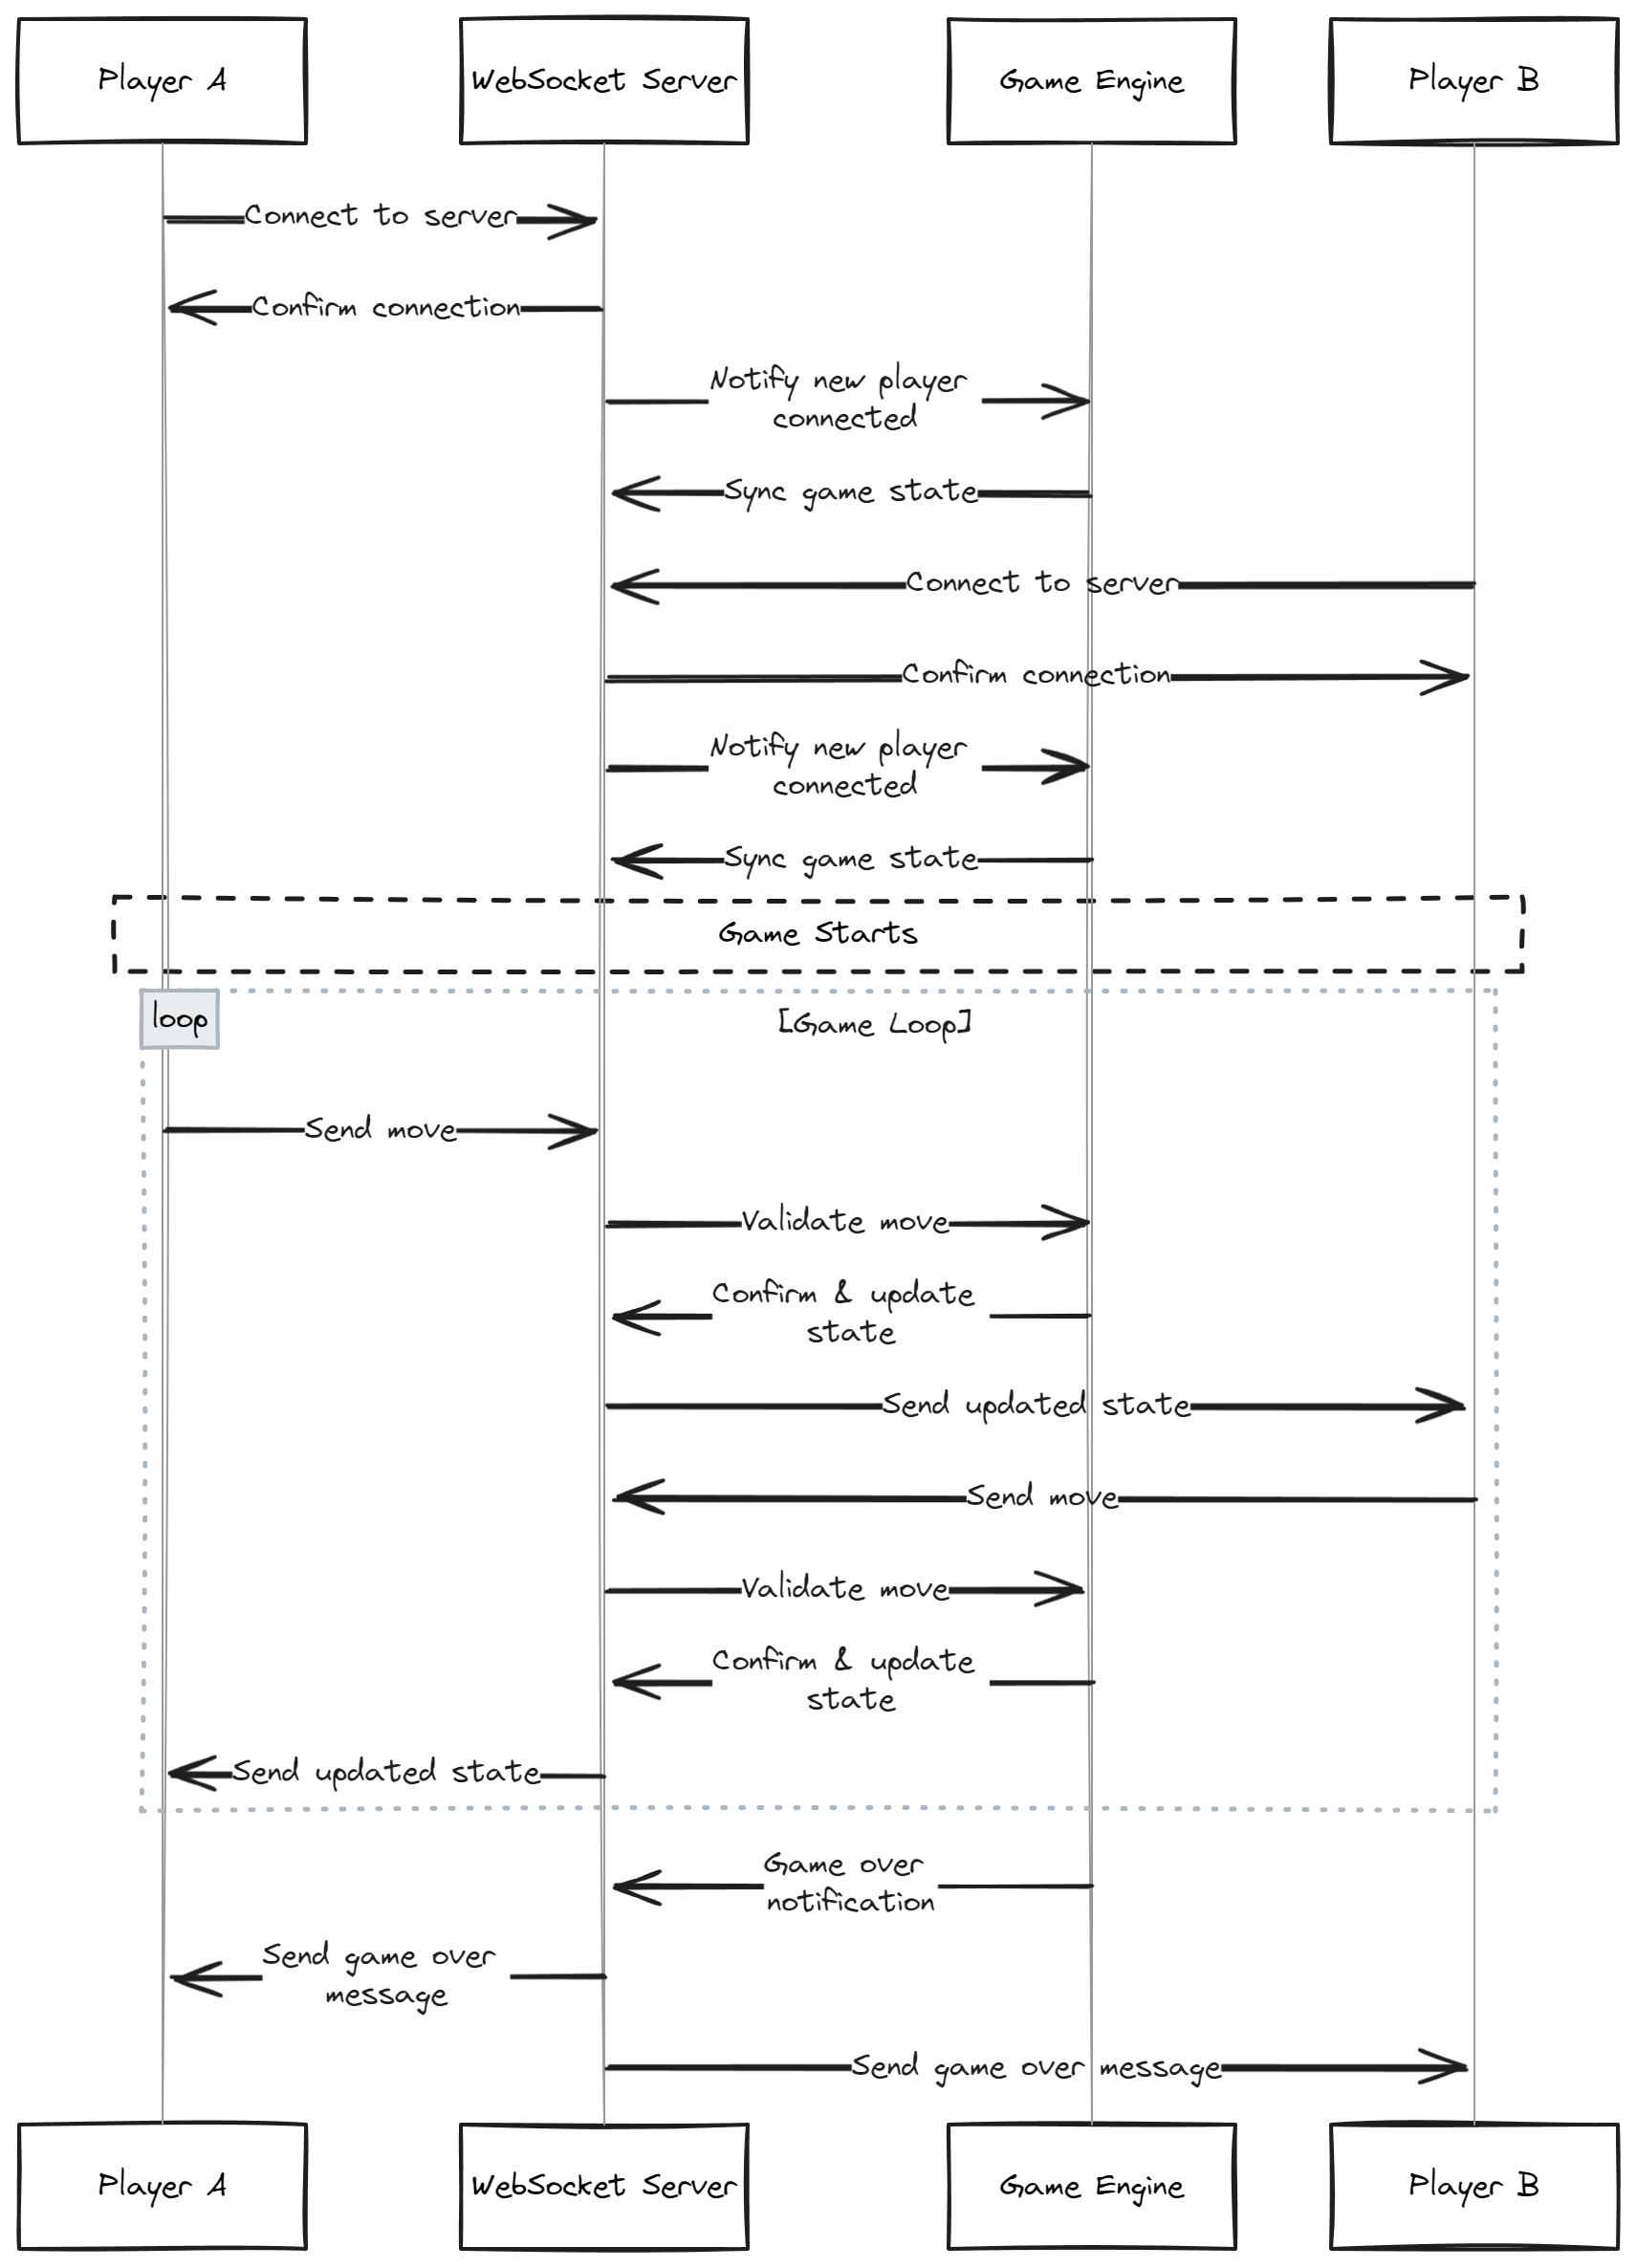 Player A
WebSocket Server
Game Engine
Player B
Connect to server
Confirm connection
Notify new player
connected
Sync game state
Connect to server
Confirm connection
Notify new player
connected
Sync game state
Game Starts
loop
[Game Loop]
Send move
Validate move
Confirm & update
state
Send updated state
Send move
Validate move
Confirm & update
state
Send updated state
Game over
notification
Send game over
message
Send game over message
Player A
WebSocket Server
Game Engine
Player B